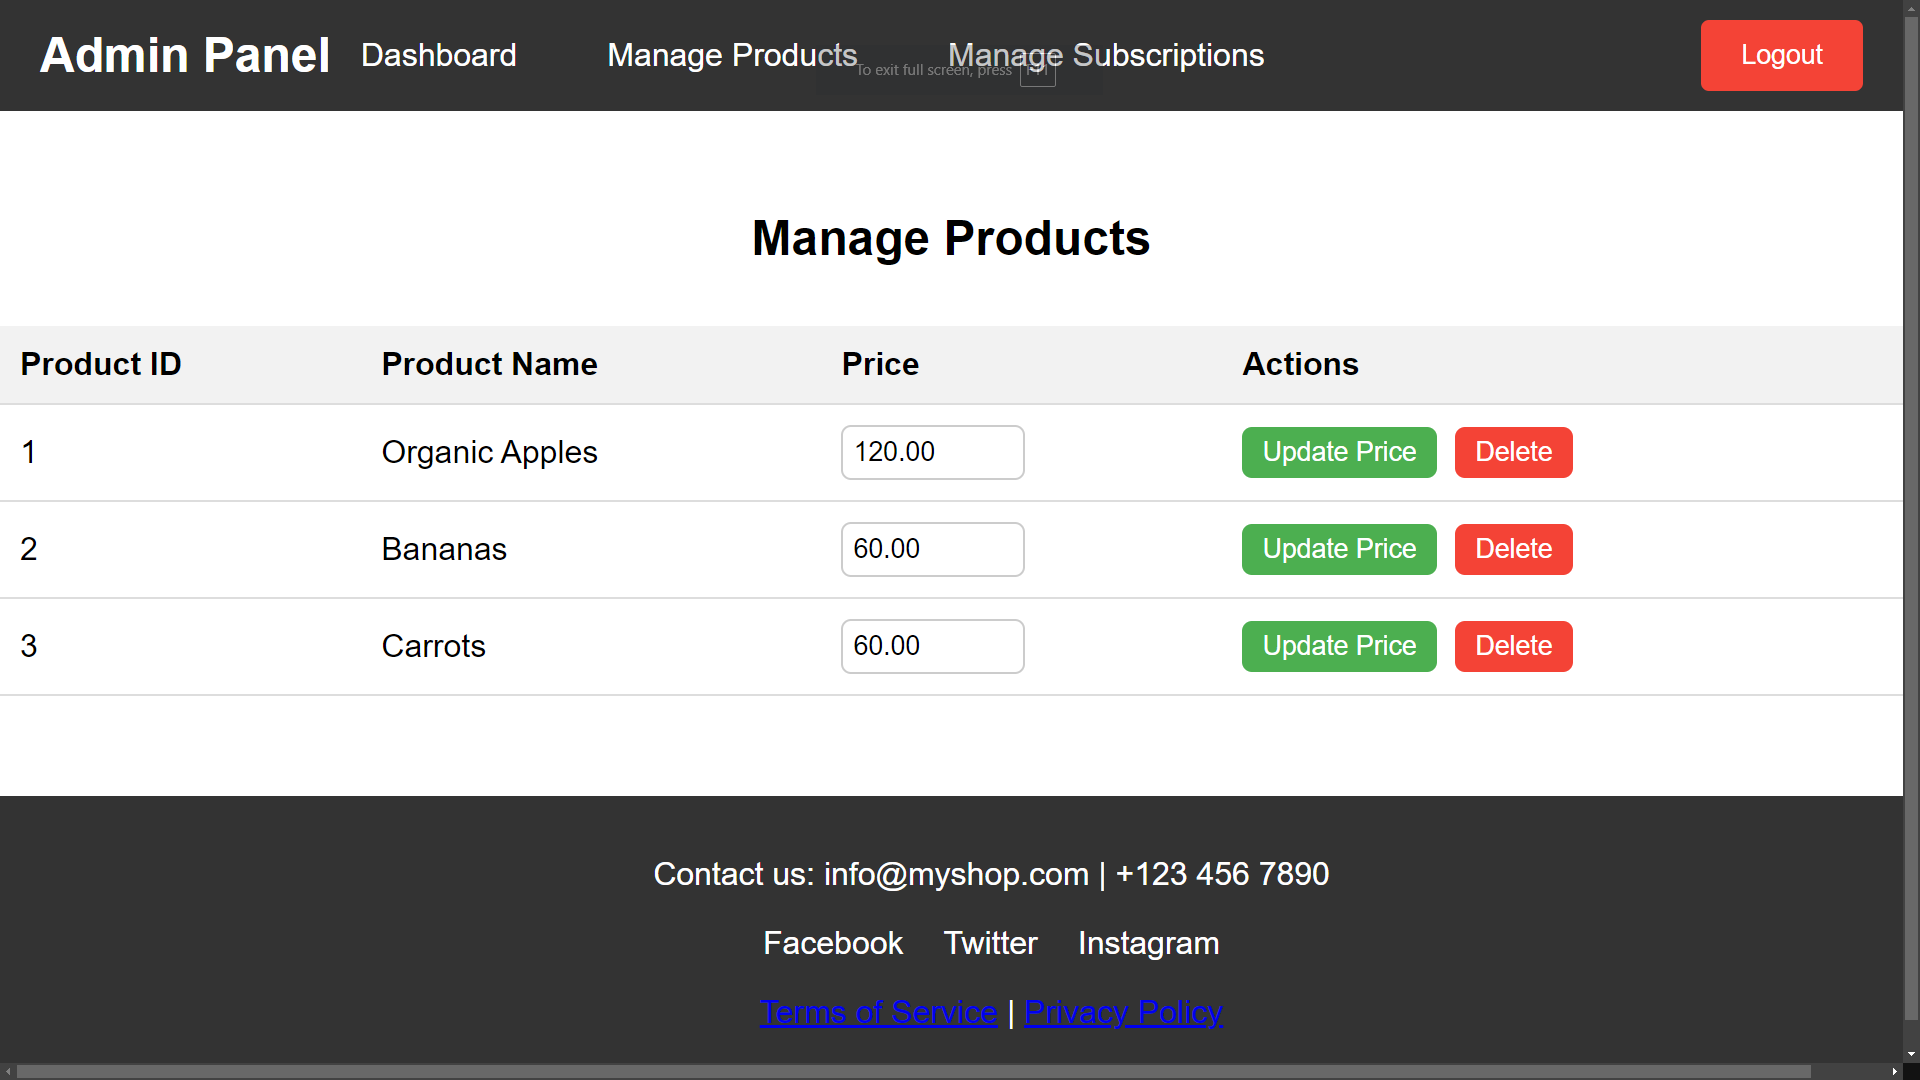 Admin Panel Dashboard Manage Products Manage Subscriptions Logout
To exit full screen, press F11
Manage Products
Product ID Product Name Price Actions
1 Organic Apples 120.00 Update Price Delete
2 Bananas 60.00 Update Price Delete
3 Carrots 60.00 Update Price Delete
Contact us: info@myshop.com | +123 456 7890
Facebook Twitter Instagram
Terms of Service | Privacy Policy